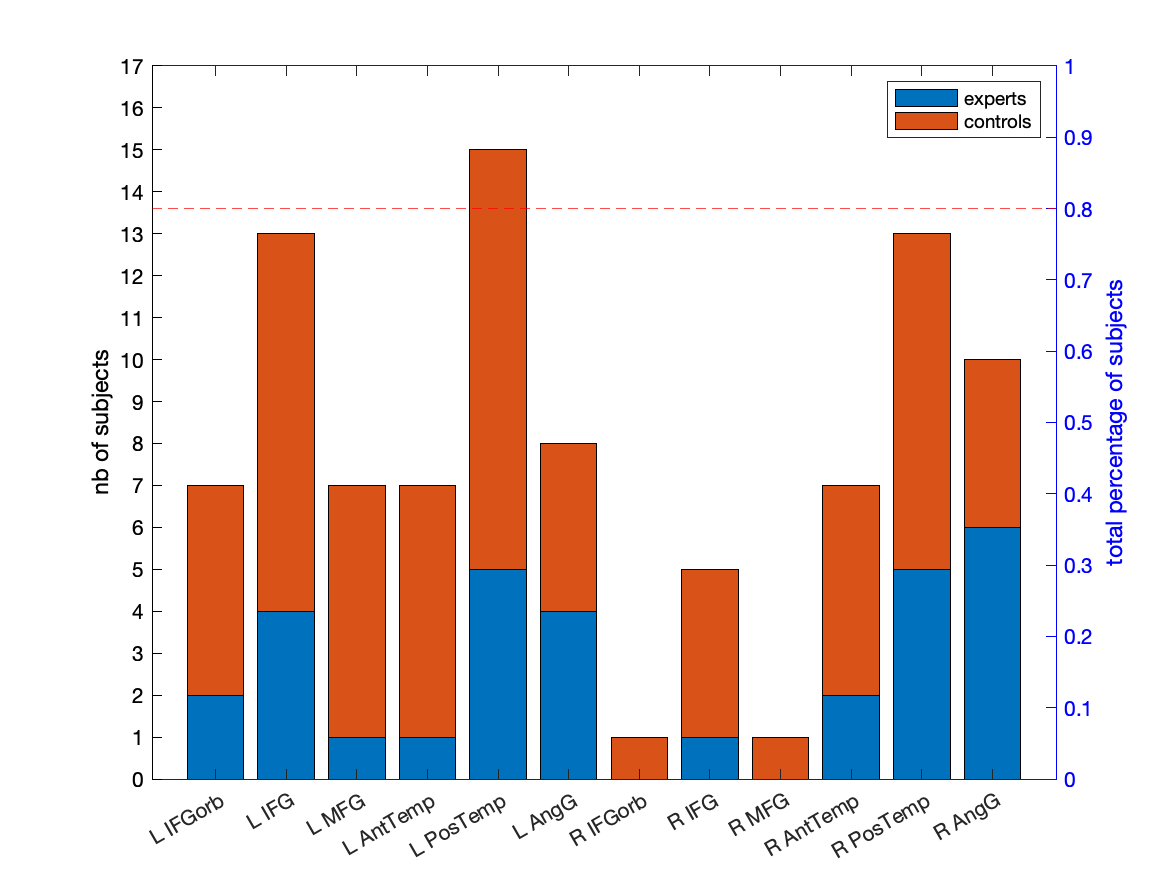 17
16
15
14
13
12
11
10
9
8
7
6
5
4
3
2
1
0
nb of subjects
experts
controls
1
0.9
0.8
0.7
0.6
0.5
0.4
0.3
0.2
0.1
0
total percentage of subjects
L IFGorb
L IFG
L MFG
L AntTemp
L PosTemp
L AngG
R IFGorb
R IFG
R MFG
R AntTemp
R PosTemp
R AngG